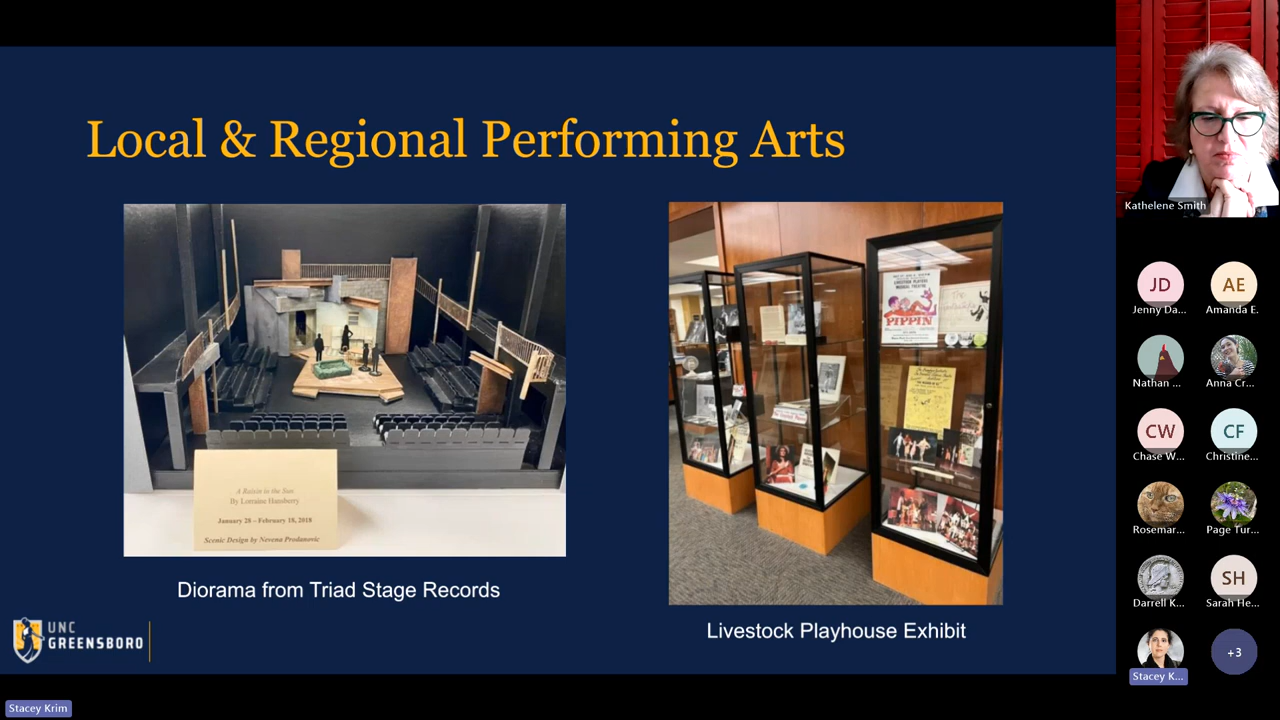 Local & Regional Performing Arts
A Raisin in the Sun
By Lorraine Hansberry
January 28 – February 18, 2018
Scenic Design by Nevena Prodanovic
Diorama from Triad Stage Records
PIPPIN
Livestock Playhouse Exhibit
UNC
GREENSBORO
Stacey Krim
Kathelene Smith
JD
Jenny Da...
AE
Amanda E.
Nathan ...
Anna Cr...
CW
Chase W...
CF
Christine...
Rosemar...
Page Tur...
Darrell K...
SH
Sarah He...
Stacey K...
+3